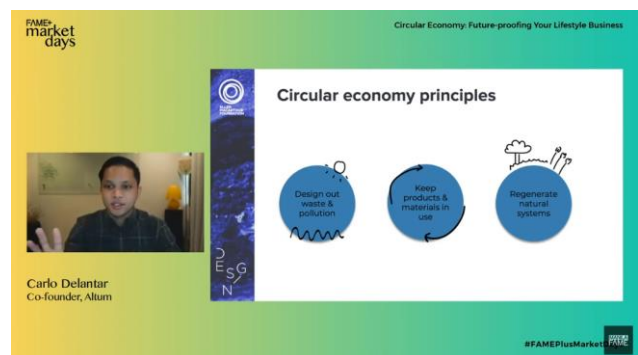 FAME+
market
days
Circular Economy: Future-proofing Your Lifestyle Business
Circular economy principles
Design out
waste &
pollution
Keep
products &
materials in
use
Regenerate
natural
systems
DESIGN
Carlo Delantar
Co-founder, Altum
#FAMEPlusMarket